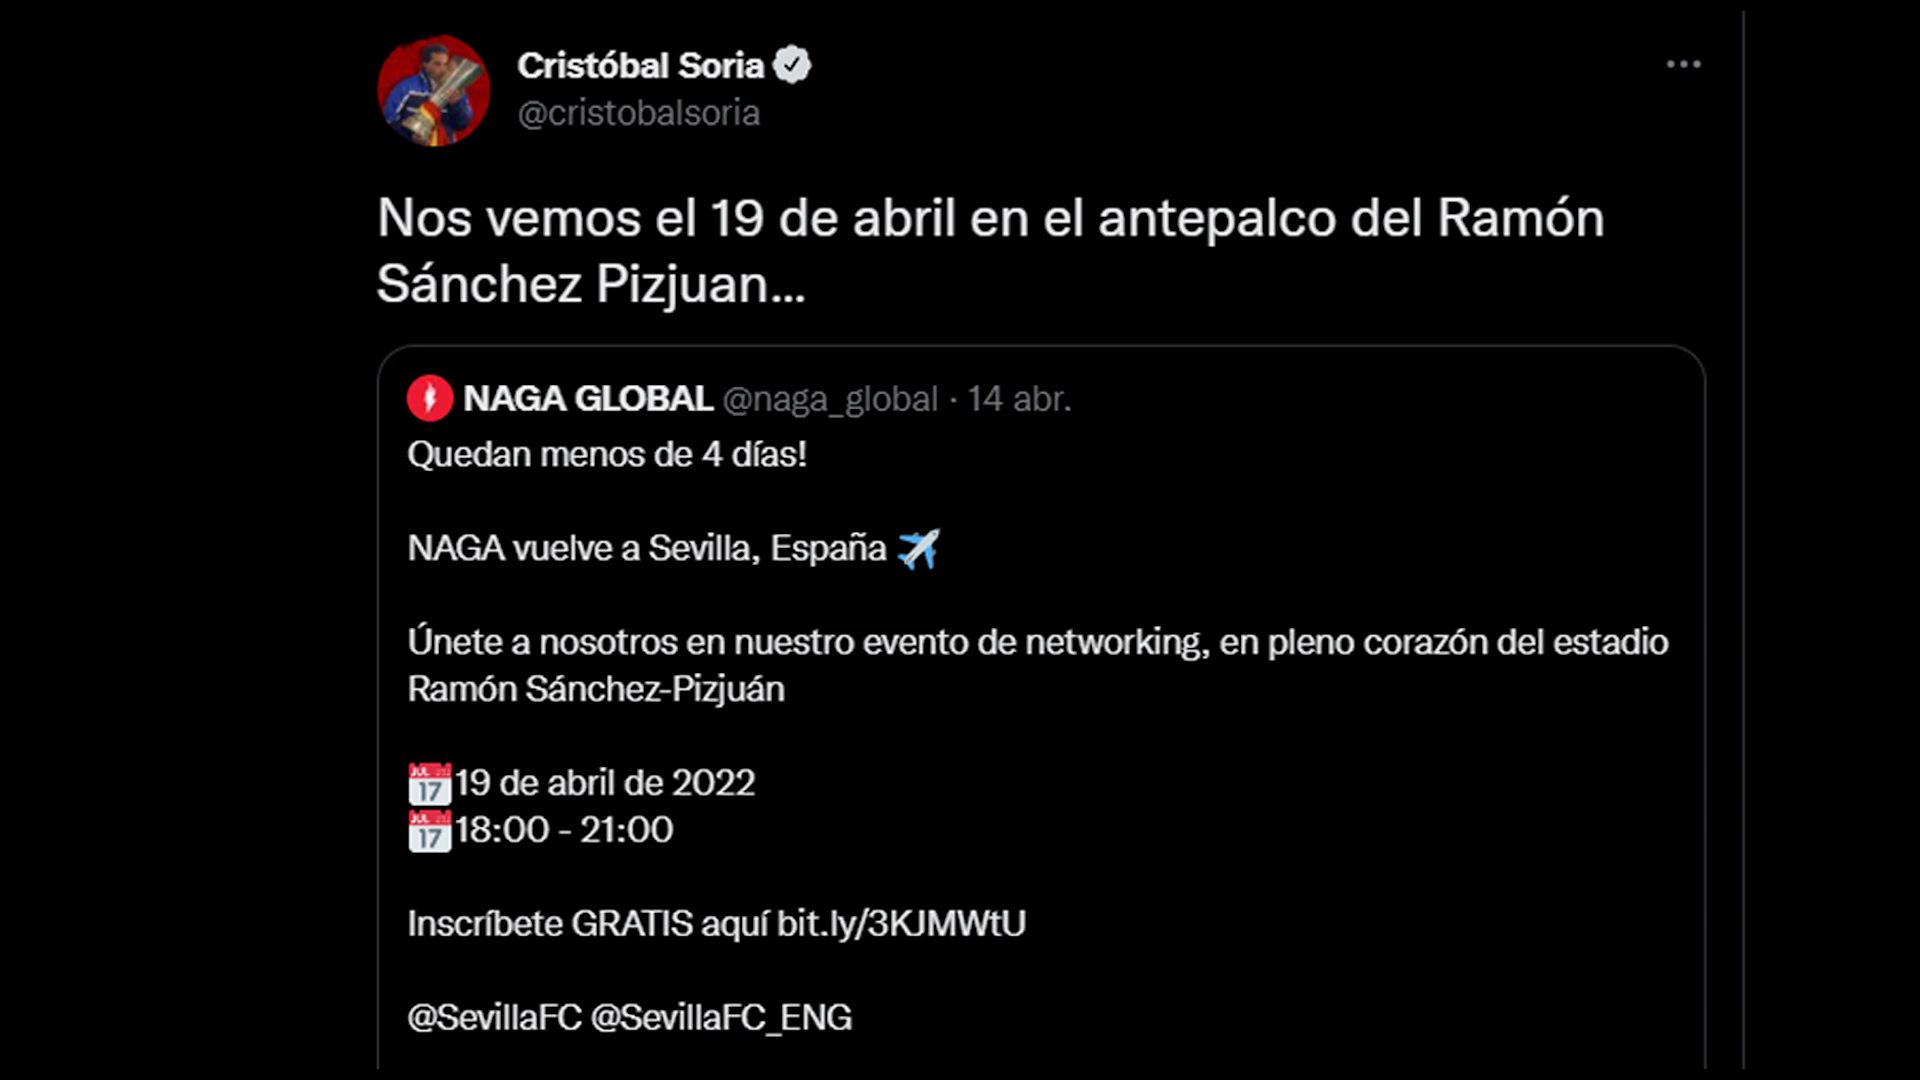 Cristóbal Soria
@cristobalsoria
Nos vemos el 19 de abril en el antepalco del Ramón
Sánchez Pizjuan...
NAGA GLOBAL @naga_global · 14 abr.
Quedan menos de 4 días!
NAGA vuelve a Sevilla, España ✈️
Únete a nosotros en nuestro evento de networking, en pleno corazón del estadio
Ramón Sánchez-Pizjuán
📅19 de abril de 2022
📅18:00 - 21:00
Inscríbete GRATIS aquí bit.ly/3KJMWtU
@SevillaFC @SevillaFC_ENG